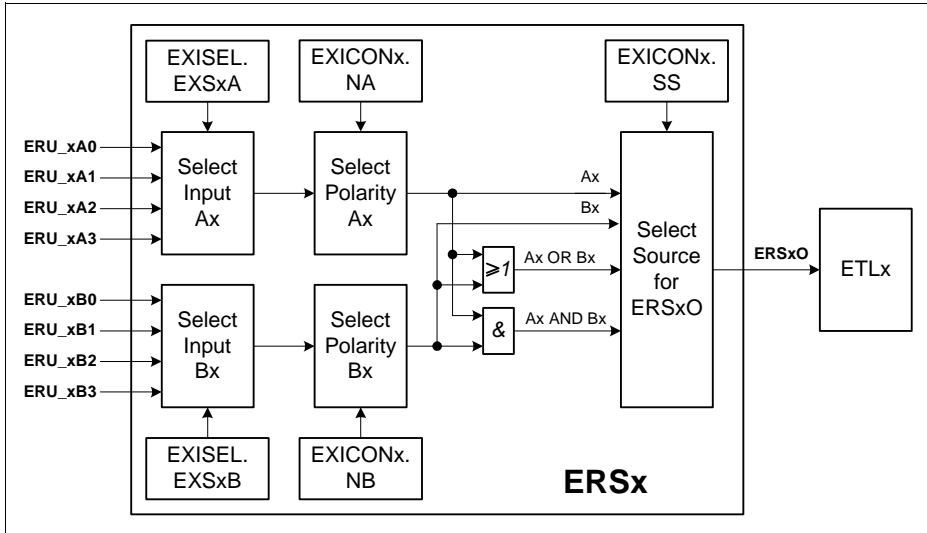 EXISEL.
EXSxA
EXICONx.
NA
EXICONx.
SS
ERU_xA0
ERU_xA1
ERU_xA2
ERU_xA3
Select
Input
Ax
Select
Polarity
Ax
Ax
Bx
⩾1
Ax OR Bx
&
Ax AND Bx
Select
Source
for
ERSxO
ERSxO
ETLx
ERU_xB0
ERU_xB1
ERU_xB2
ERU_xB3
Select
Input
Bx
Select
Polarity
Bx
EXISEL.
EXSxB
EXICONx.
NB
ERSx